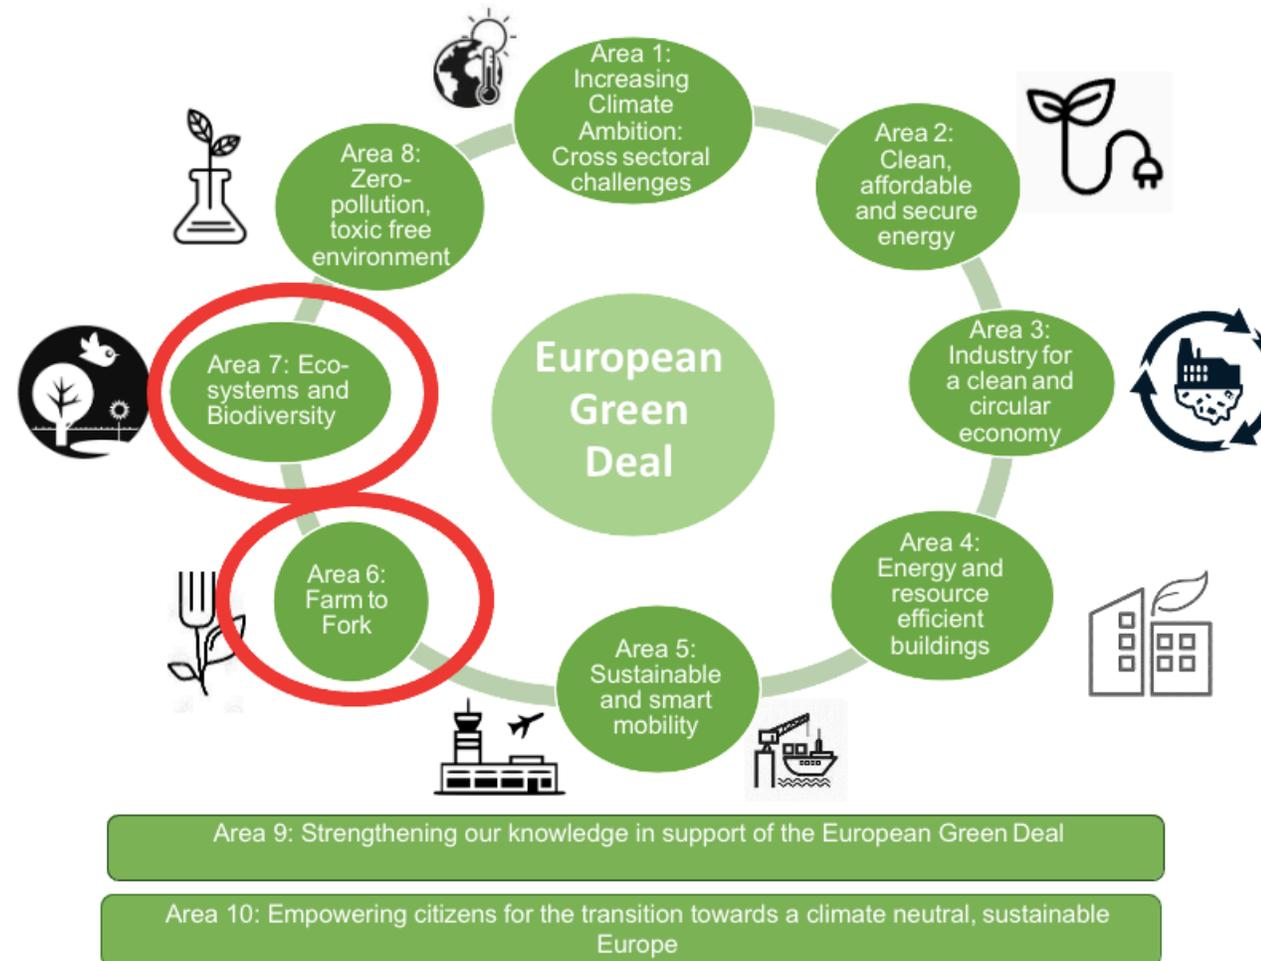 Area 1:
Increasing
Climate
Ambition:
Cross sectoral
challenges
Area 2:
Clean,
affordable
and secure
energy
Area 3:
Industry for
a clean and
circular
economy
Area 4:
Energy and
resource
efficient
buildings
Area 5:
Sustainable
and smart
mobility
Area 6:
Farm to
Fork
Area 7: Eco-
systems and
Biodiversity
Area 8:
Zero-
pollution,
toxic free
environment
European
Green
Deal
Area 9: Strengthening our knowledge in support of the European Green Deal
Area 10: Empowering citizens for the transition towards a climate neutral, sustainable
Europe